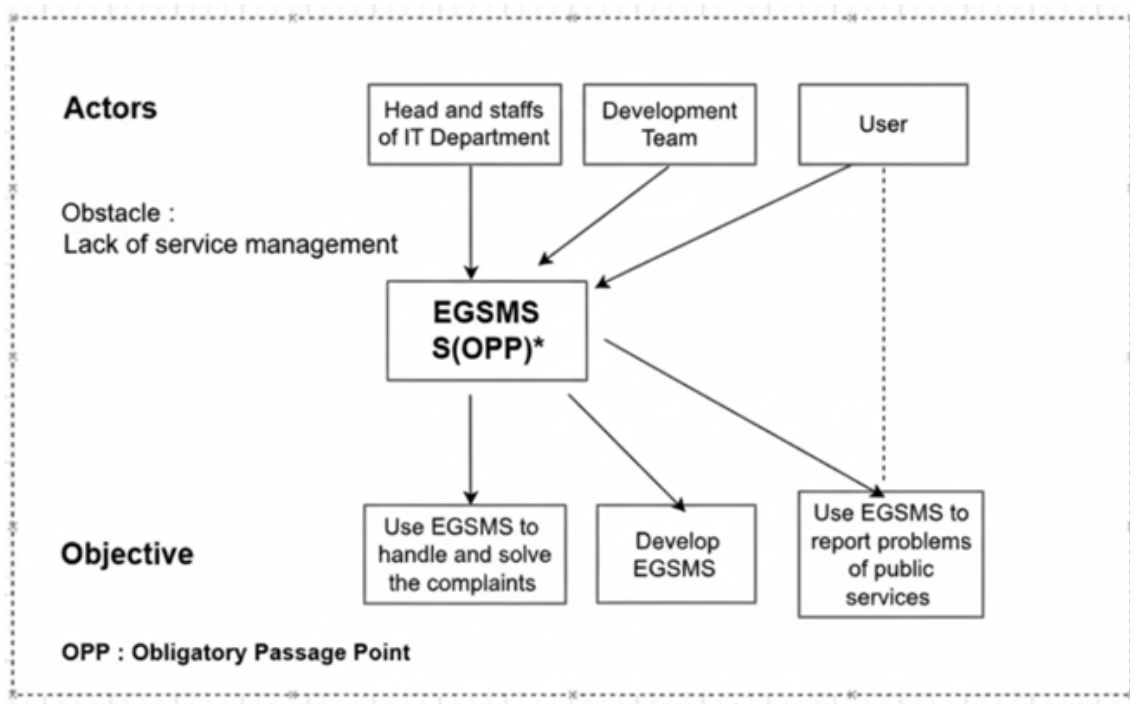 Actors
Head and staffs
of IT Department
Development
Team
User
Obstacle :
Lack of service management
EGSMS
S(OPP)*
Objective
Use EGSMS to
handle and solve
the complaints
Develop
EGSMS
Use EGSMS to
report problems
of public
services
OPP : Obligatory Passage Point